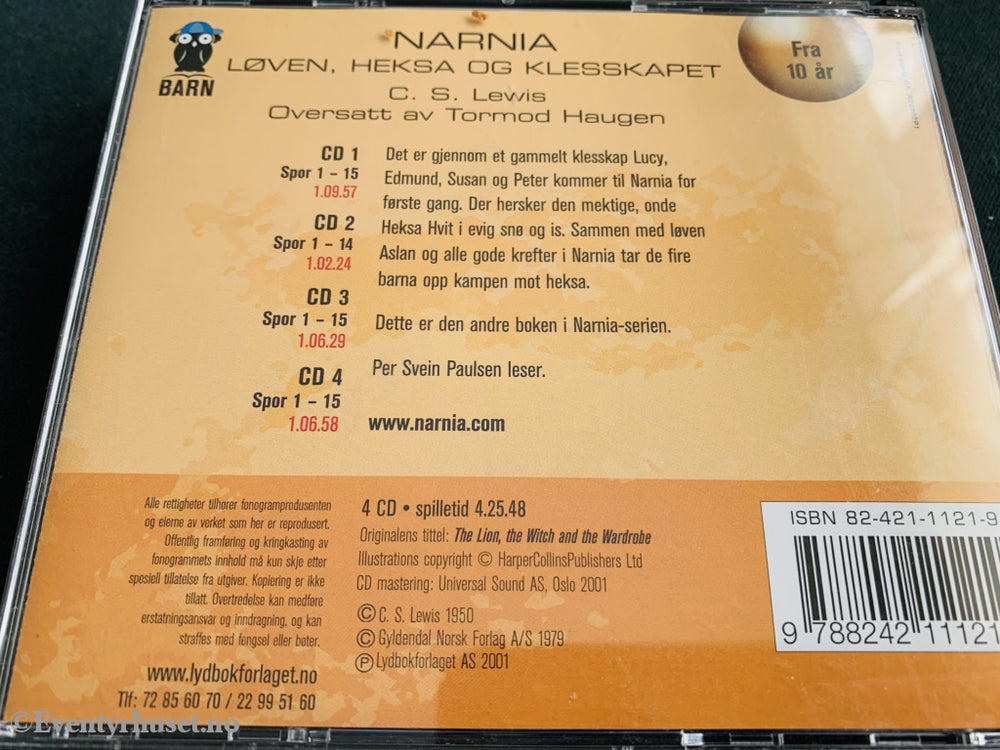 BARN
NARNIA
LØVEN, HEKSA OG KLESSKAPET
C. S. Lewis
Oversatt av Tormod Haugen
Fra
10 år
CD 1
Spor 1 – 15
1.09.57
CD 2
Spor 1 – 14
1.02.24
CD 3
Spor 1 – 15
1.06.29
CD 4
Spor 1 – 15
1.06.58
Det er gjennom et gammelt klesskap Lucy,
Edmund, Susan og Peter kommer til Narnia for
første gang. Der hersker den mektige, onde
Heksa Hvit i evig snø og is. Sammen med løven
Aslan og alle gode krefter i Narnia tar de fire
barna opp kampen mot heksa.
Dette er den andre boken i Narnia-serien.
Per Svein Paulsen leser.
www.narnia.com
Alle rettigheter tilhører fonogramprodusenten
og eierne av verket som her er reprodusert.
Offentlig framføring og kringkasting av
fonogrammets innhold må kun skje etter
spesiell tillatelse fra utgiver. Kopiering er ikke
tillatt. Overtredelse kan medføre
erstatningsansvar og inndragning, og kan
straffes med fengsel eller bøter.
www.lydbokforlaget.no
Tlf: 72 85 60 70 / 22 99 51 60
4 CD • spilletid 4.25.48
Originalens tittel: The Lion, the Witch and the Wardrobe
Illustrations copyright © HarperCollinsPublishers Ltd
CD mastering: Universal Sound AS, Oslo 2001
© C. S. Lewis 1950
© Gyldendal Norsk Forlag A/S 1979
℗ Lydbokforlaget AS 2001
ISBN 82-421-1121-9
9 788242 11121
©Eventyrhuset.no